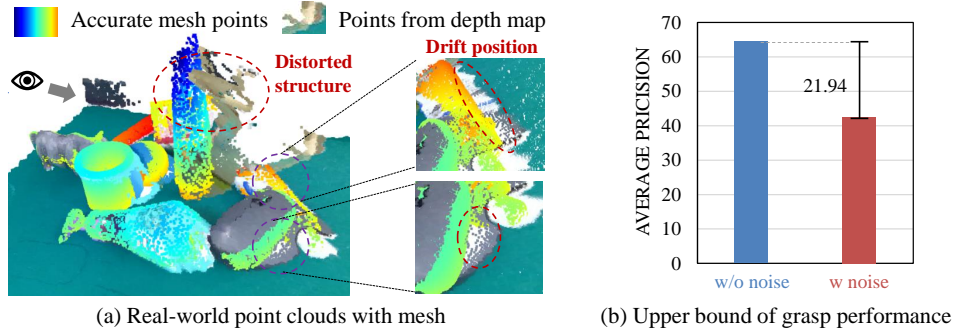 Accurate mesh points
Points from depth map
Distorted
structure
Drift position
(a) Real-world point clouds with mesh
AVERAGE PRICISION
70
60
50
40
30
20
10
0
21.94
w/o noise
w noise
(b) Upper bound of grasp performance